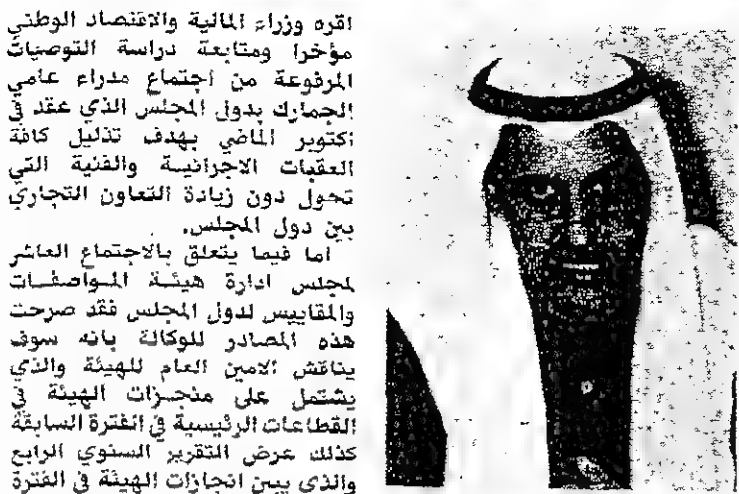 اقره وزراء المالية والاقتصاد الوطني
مؤخرا ومتابعة دراسة التوصيات
المرفوعة من اجتماع مدراء عامي
الجمارك بدول المجلس الذي عقد في
اكتوبر الماضي بهدف تذليل كافة
العقبات الاجرائية والفنية التي
تحول دون زيادة التعاون التجاري
بين دول المجلس.
اما فيما يتعلق بالاجتماع العاشر
لمجلس ادارة هيئة المواصفات
والمقاييس لدول المجلس فقد صرحت
هذه المصادر للوكالة بانه سوف
يناقش الامين العام للهيئة والذي
يشتمل على منجزات الهيئة في
القطاعات الرئيسية في الفترة السابقة
كذلك عرض التقرير السنوي الرابع
والذي يبين انجازات الهيئة في الفترة